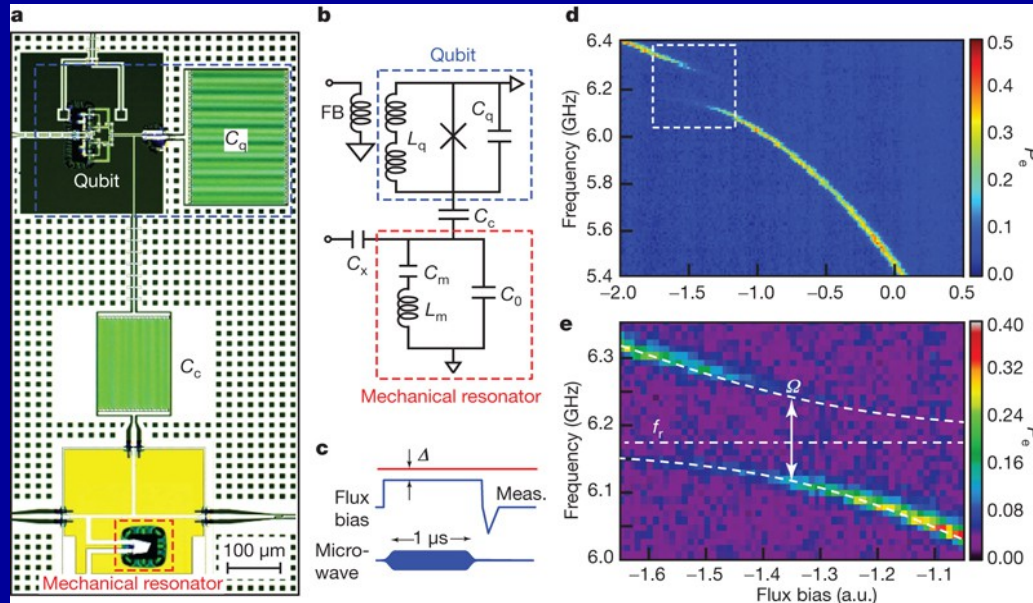 a
Qubit
C_q
C_c
100 µm
Mechanical resonator
b
Qubit
FB
L_q
C_q
C_c
C_x
C_m
L_m
C_0
Mechanical resonator
c
Δ
Flux
bias
Meas.
1 µs
Micro-
wave
d
Frequency (GHz)
6.4
6.2
6.0
5.8
5.6
5.4
−2.0 −1.5 −1.0 −0.5 0.0 0.5
0.5
0.4
0.3
0.2
0.1
0.0
e
Frequency (GHz)
6.3
6.2
6.1
6.0
Ω
f_r
−1.6 −1.5 −1.4 −1.3 −1.2 −1.1
Flux bias (a.u.)
0.40
0.32
0.24
0.16
0.08
0.00